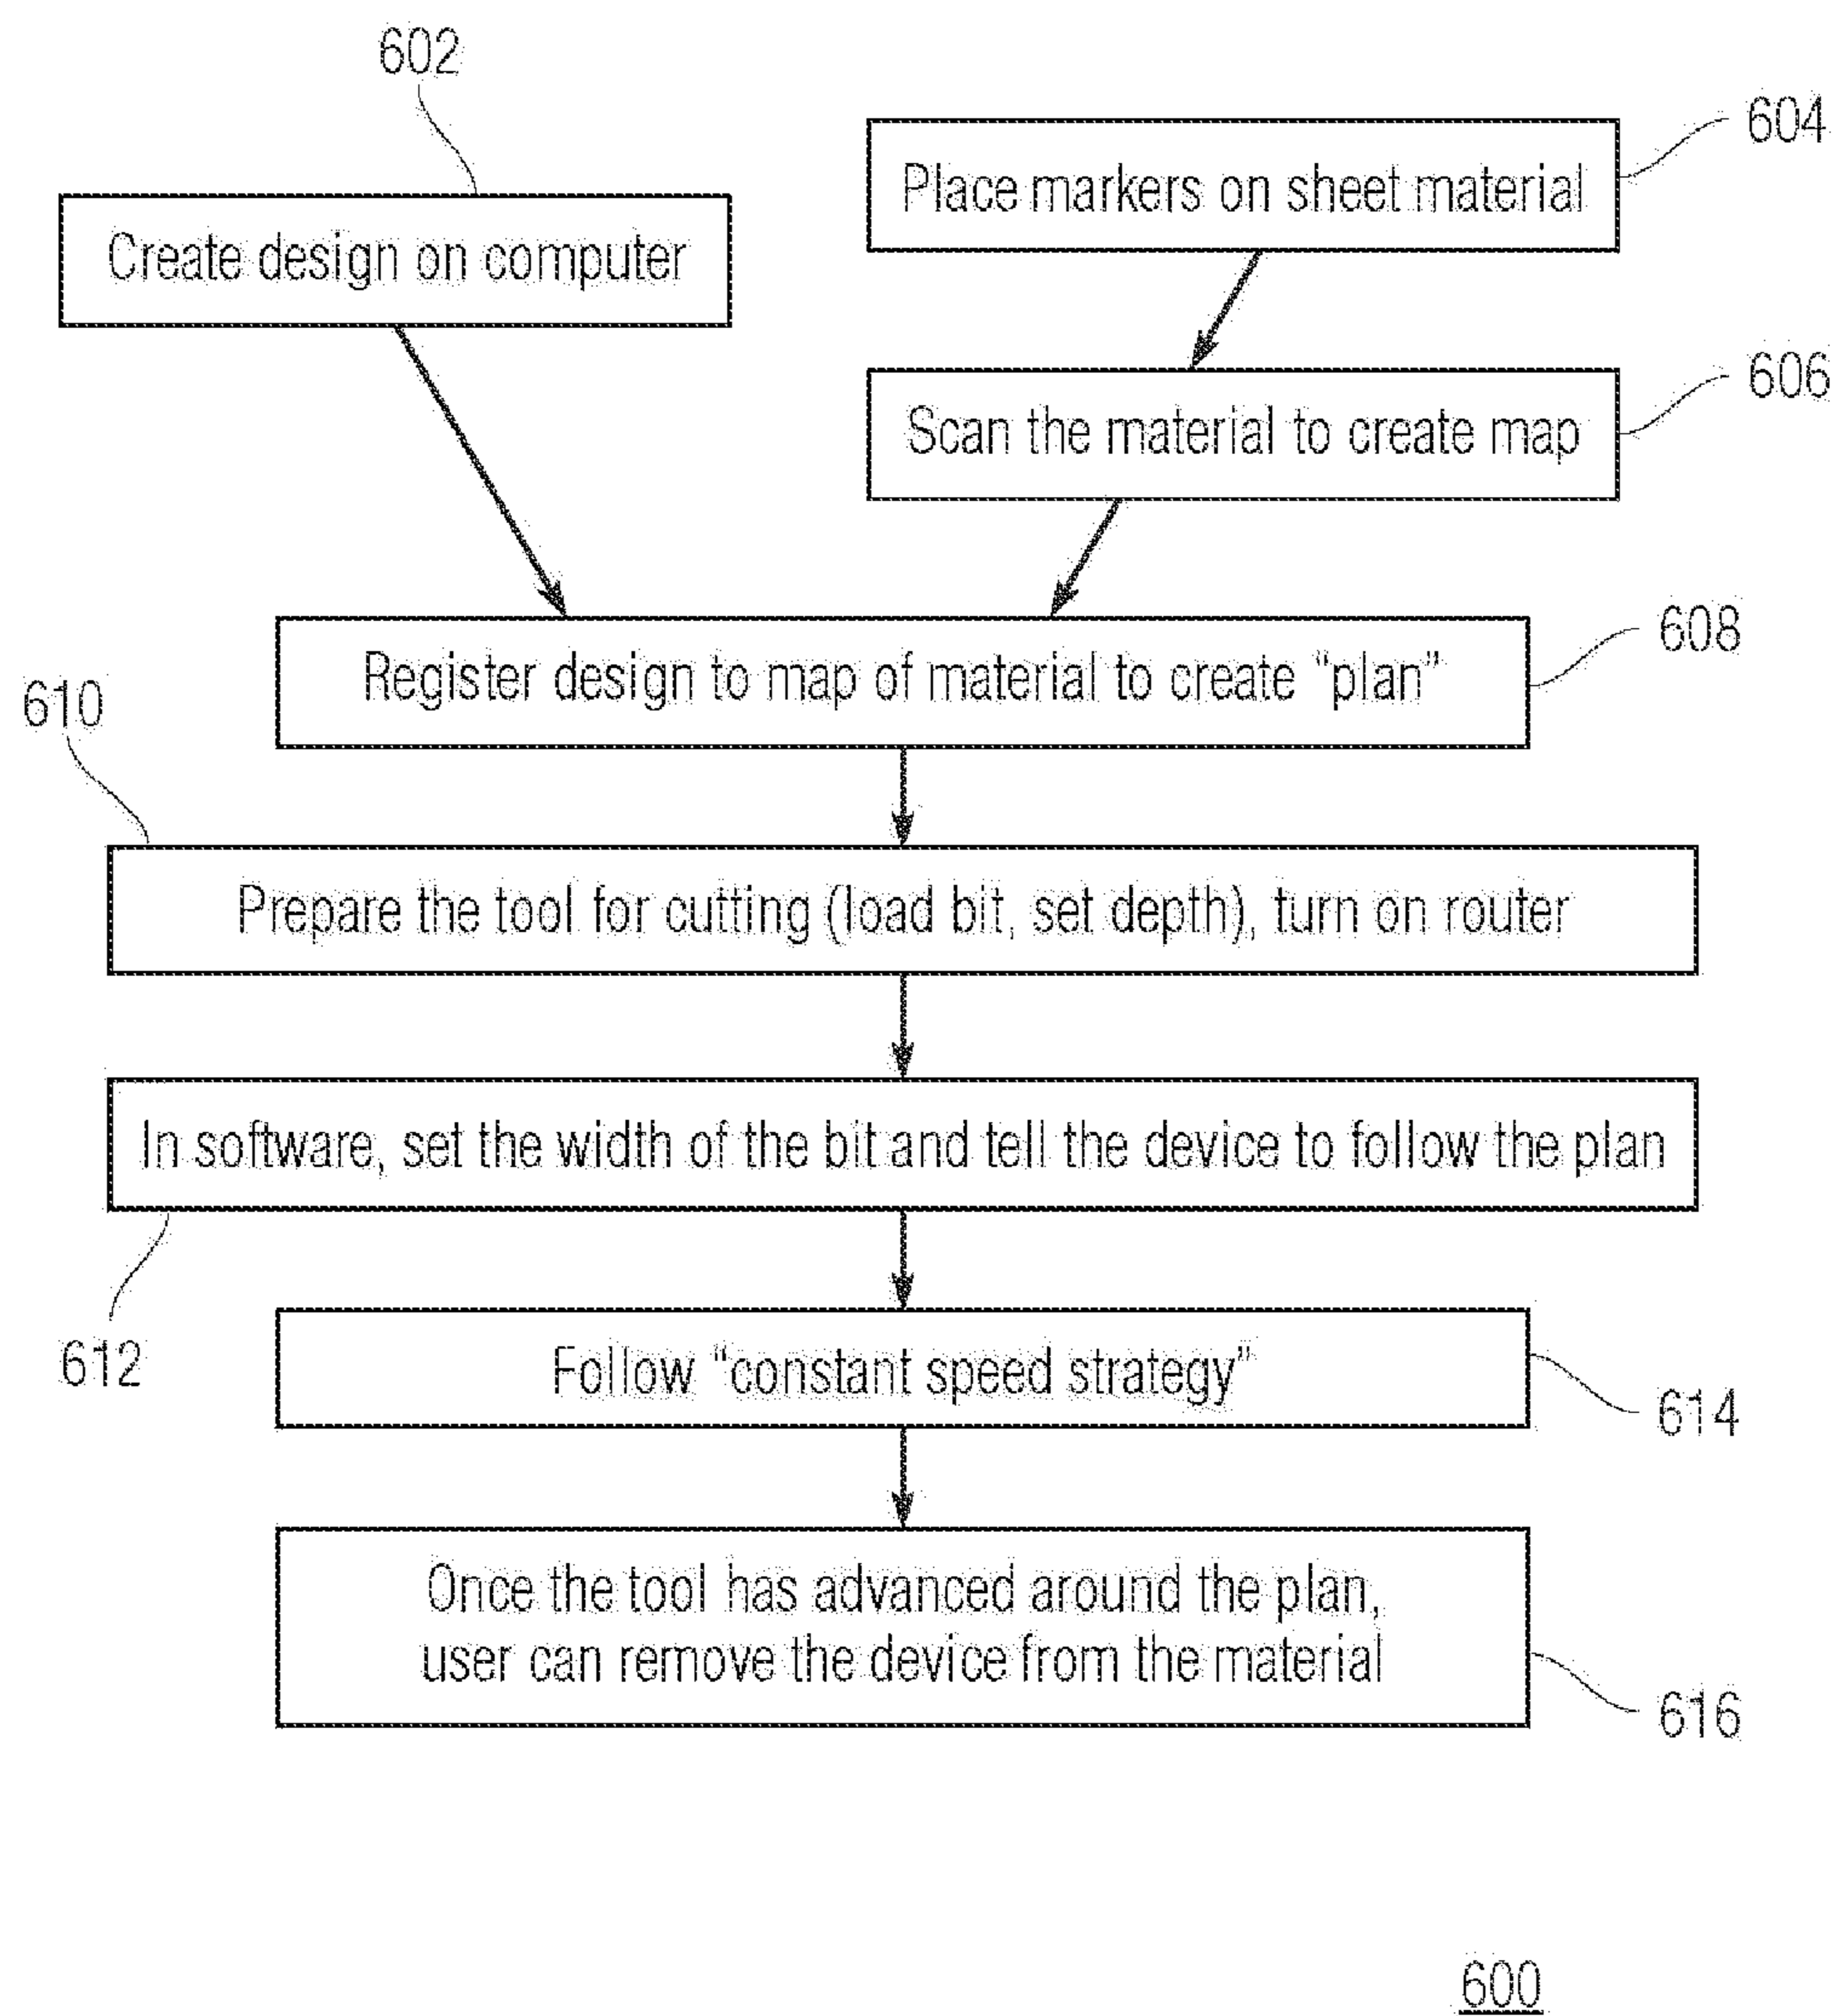 602
604
Place markers on sheet material
Create design on computer
606
Scan the material to create map
608
Register design to map of material to create “plan”
610
Prepare the tool for cutting (load bit, set depth), turn on router
In software, set the width of the bit and tell the device to follow the plan
612
Follow “constant speed strategy”
614
Once the tool has advanced around the plan,
user can remove the device from the material
616
600